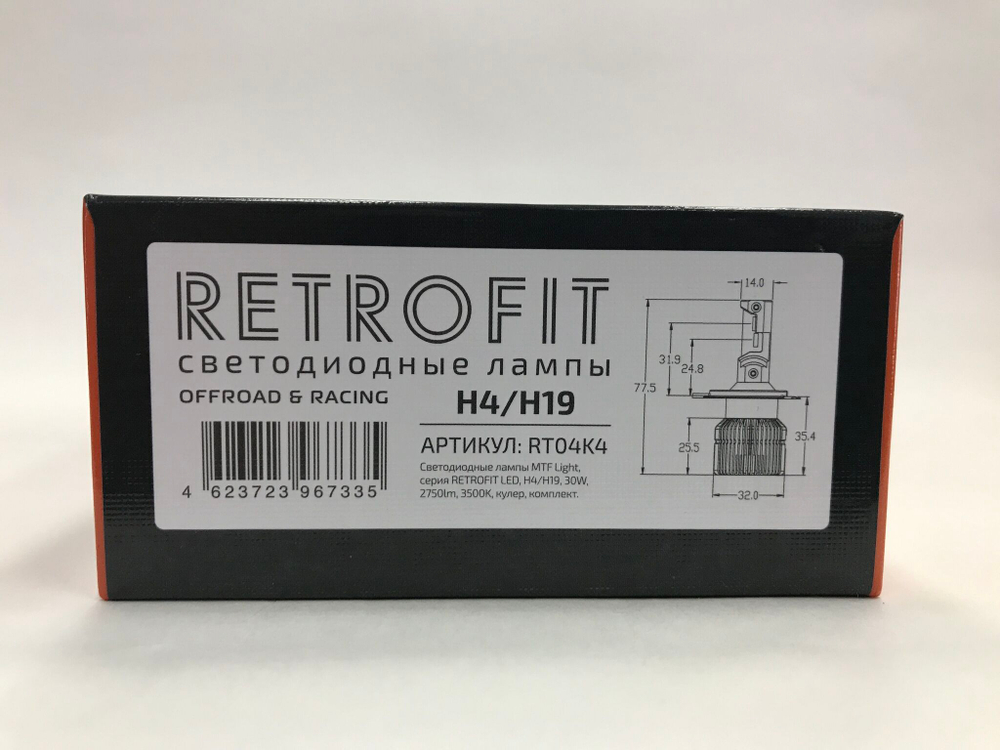 RETROFIT
светодиодные лампы
OFFROAD & RACING
H4/H19
АРТИКУЛ: RT04K4
Светодиодные лампы MTF Light,
серия RETROFIT LED, H4/H19, 30W,
2750lm, 3500K, кулер, комплект.
4 623723 967335
14.0
31.9
24.8
77.5
25.5
35.4
32.0